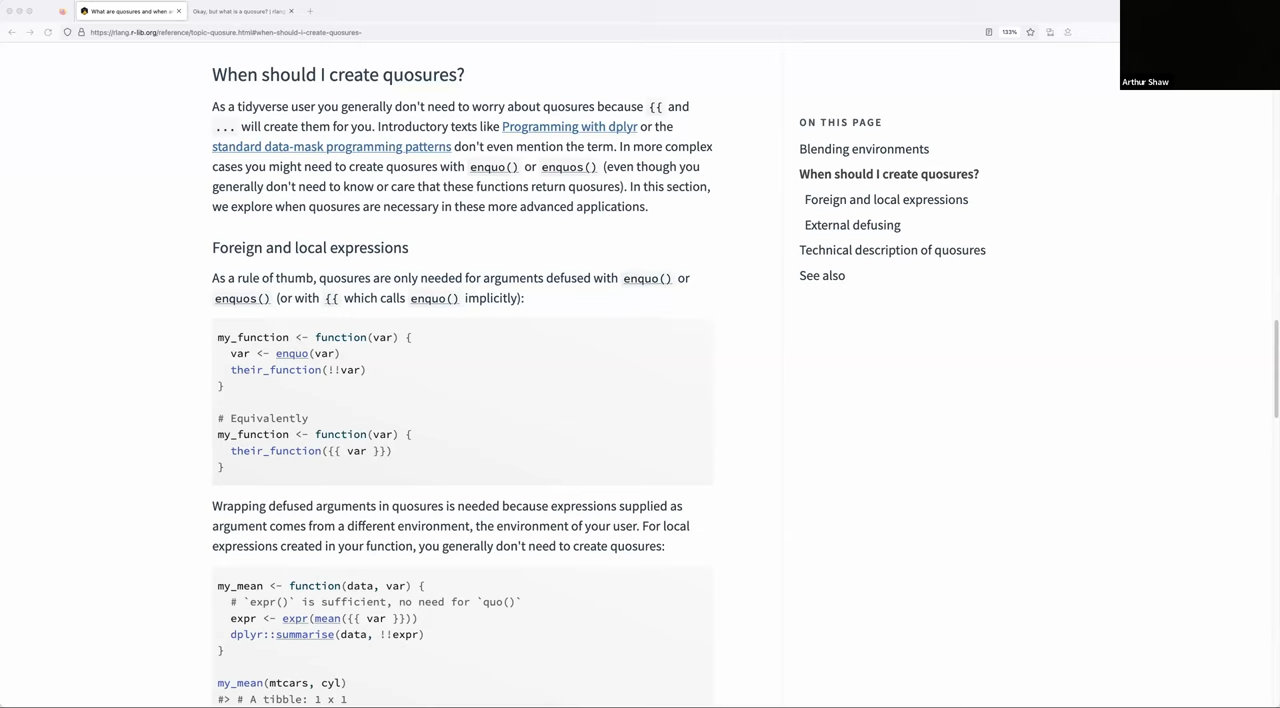 What are quosures and when a
Okay, but what is a quosure? | rlang
https://rlang.r-lib.org/reference/topic-quosure.html#when-should-i-create-quosures-
133%
Arthur Shaw
When should I create quosures?
As a tidyverse user you generally don't need to worry about quosures because {{ and
... will create them for you. Introductory texts like Programming with dplyr or the
standard data-mask programming patterns don't even mention the term. In more complex
cases you might need to create quosures with enquo() or enquos() (even though you
generally don't need to know or care that these functions return quosures). In this section,
we explore when quosures are necessary in these more advanced applications.
Foreign and local expressions
As a rule of thumb, quosures are only needed for arguments defused with enquo() or
enquos() (or with {{ which calls enquo() implicitly):
my_function <- function(var) {
var <- enquo(var)
their_function(!!var)
}
# Equivalently
my_function <- function(var) {
their_function({{ var }})
}
Wrapping defused arguments in quosures is needed because expressions supplied as
argument comes from a different environment, the environment of your user. For local
expressions created in your function, you generally don't need to create quosures:
my_mean <- function(data, var) {
# `expr()` is sufficient, no need for `quo()`
expr <- expr(mean({{ var }}))
dplyr::summarise(data, !!expr)
}
my_mean(mtcars, cyl)
#> # A tibble: 1 x 1
ON THIS PAGE
Blending environments
When should I create quosures?
Foreign and local expressions
External defusing
Technical description of quosures
See also